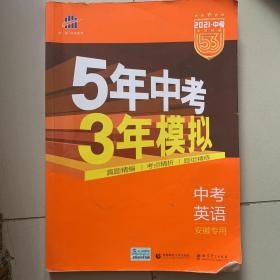 2021·中考
53
5年中考
3年模拟
真题精编 | 考点精析 | 题组精练
中考
英语
安徽专用